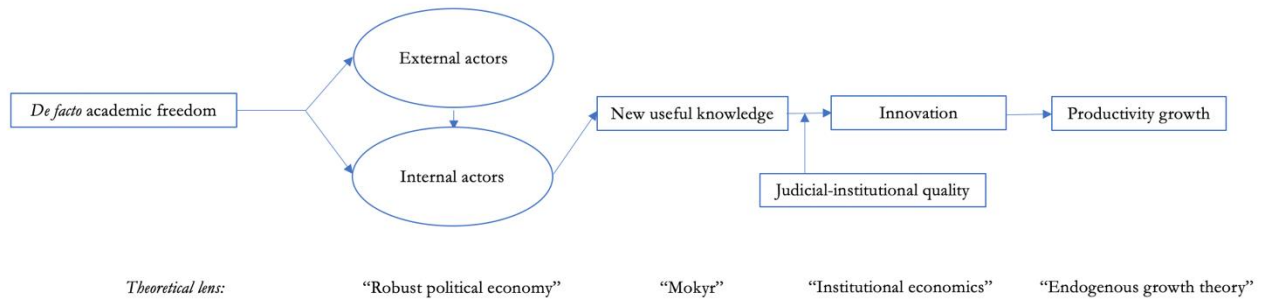 External actors
De facto academic freedom
New useful knowledge
Innovation
Productivity growth
Internal actors
Judicial-institutional quality
Theoretical lens: “Robust political economy” “Mokyr” “Institutional economics” “Endogenous growth theory”